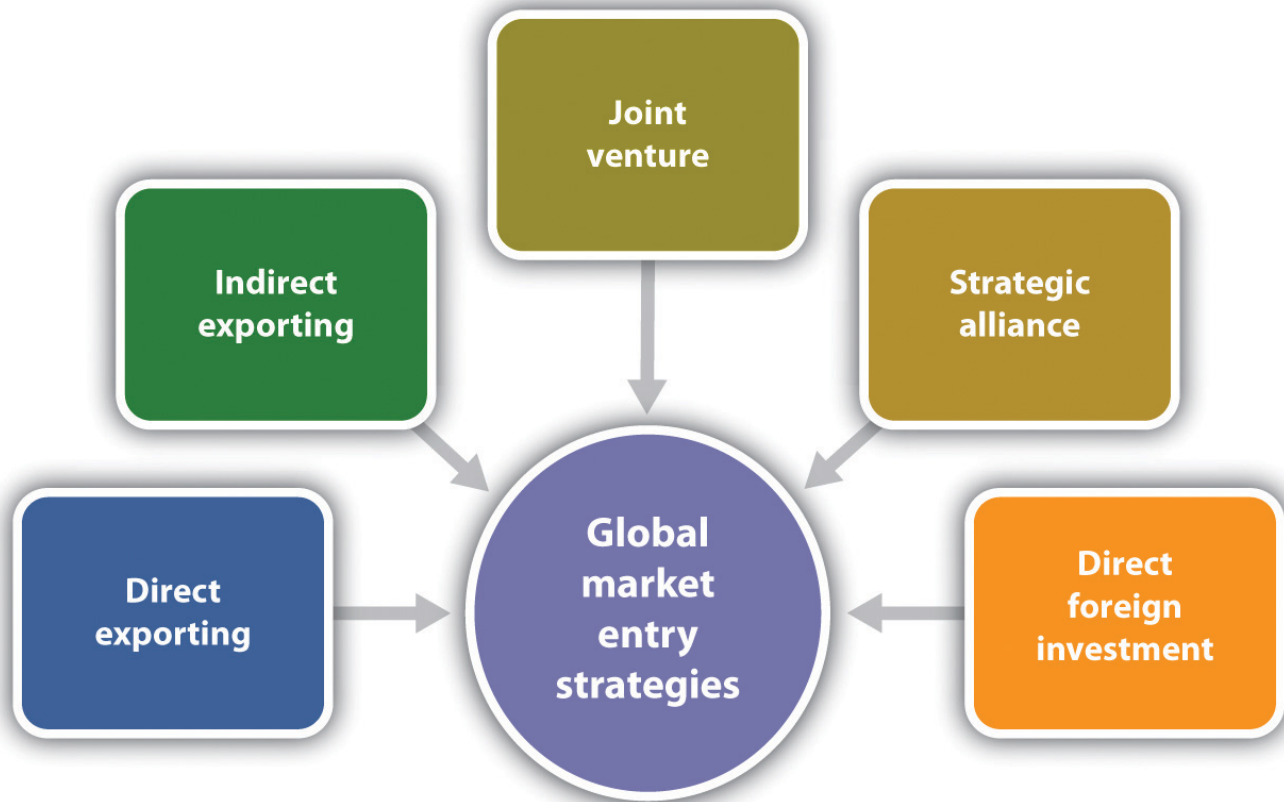 Joint
venture
Indirect
exporting
Strategic
alliance
Direct
exporting
Global
market
entry
strategies
Direct
foreign
investment